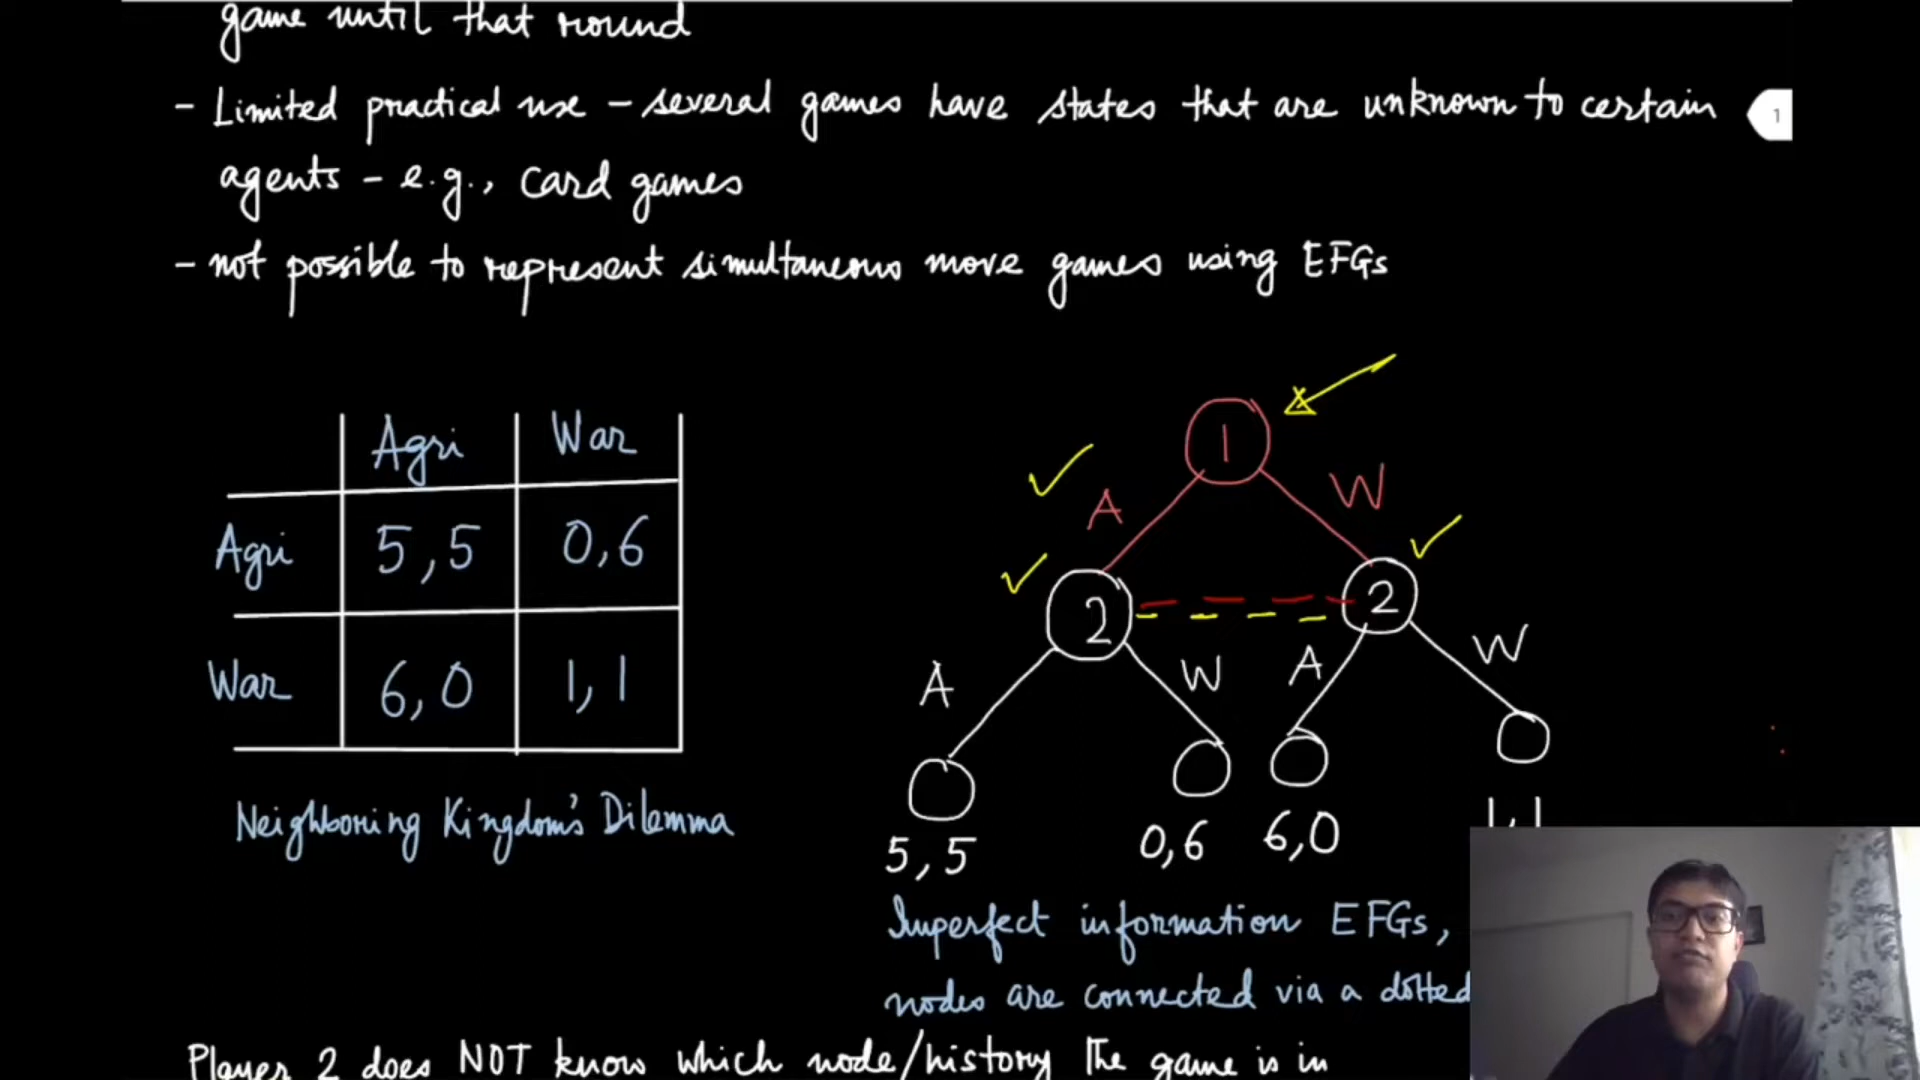 game until that round
- Limited practical use - several games have states that are unknown to certain
1
agents - e.g., card games
- not possible to represent simultaneous move games using EFGs
Agri War
Agri 5,5 0,6
War 6,0 1,1
Neighboring Kingdom's Dilemma
1
A W
2 2
A W A W
5,5 0,6 6,0 1,1
Imperfect information EFGs,
nodes are connected via a dotted
Player 2 does NOT know which node/history the game is in